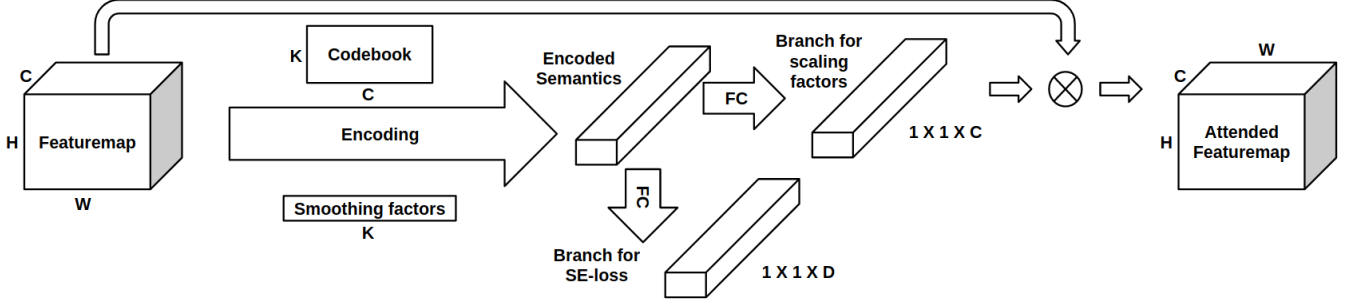 C
H
Featuremap
W
K
Codebook
C
Encoding
Smoothing factors
K
Encoded
Semantics
FC
FC
Branch for
SE-loss
1 X 1 X D
Branch for
scaling
factors
1 X 1 X C
W
C
H
Attended
Featuremap